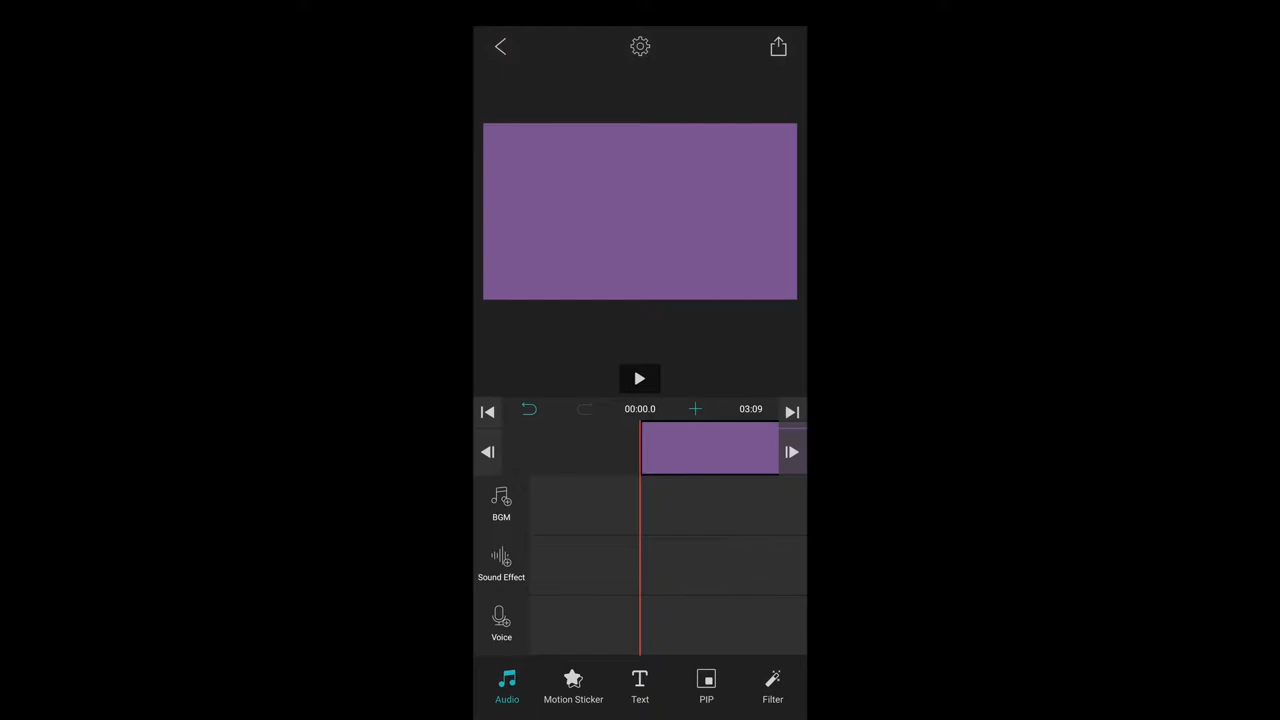 00:00.0
03:09
BGM
Sound Effect
Voice
Audio
Motion Sticker
Text
PIP
Filter